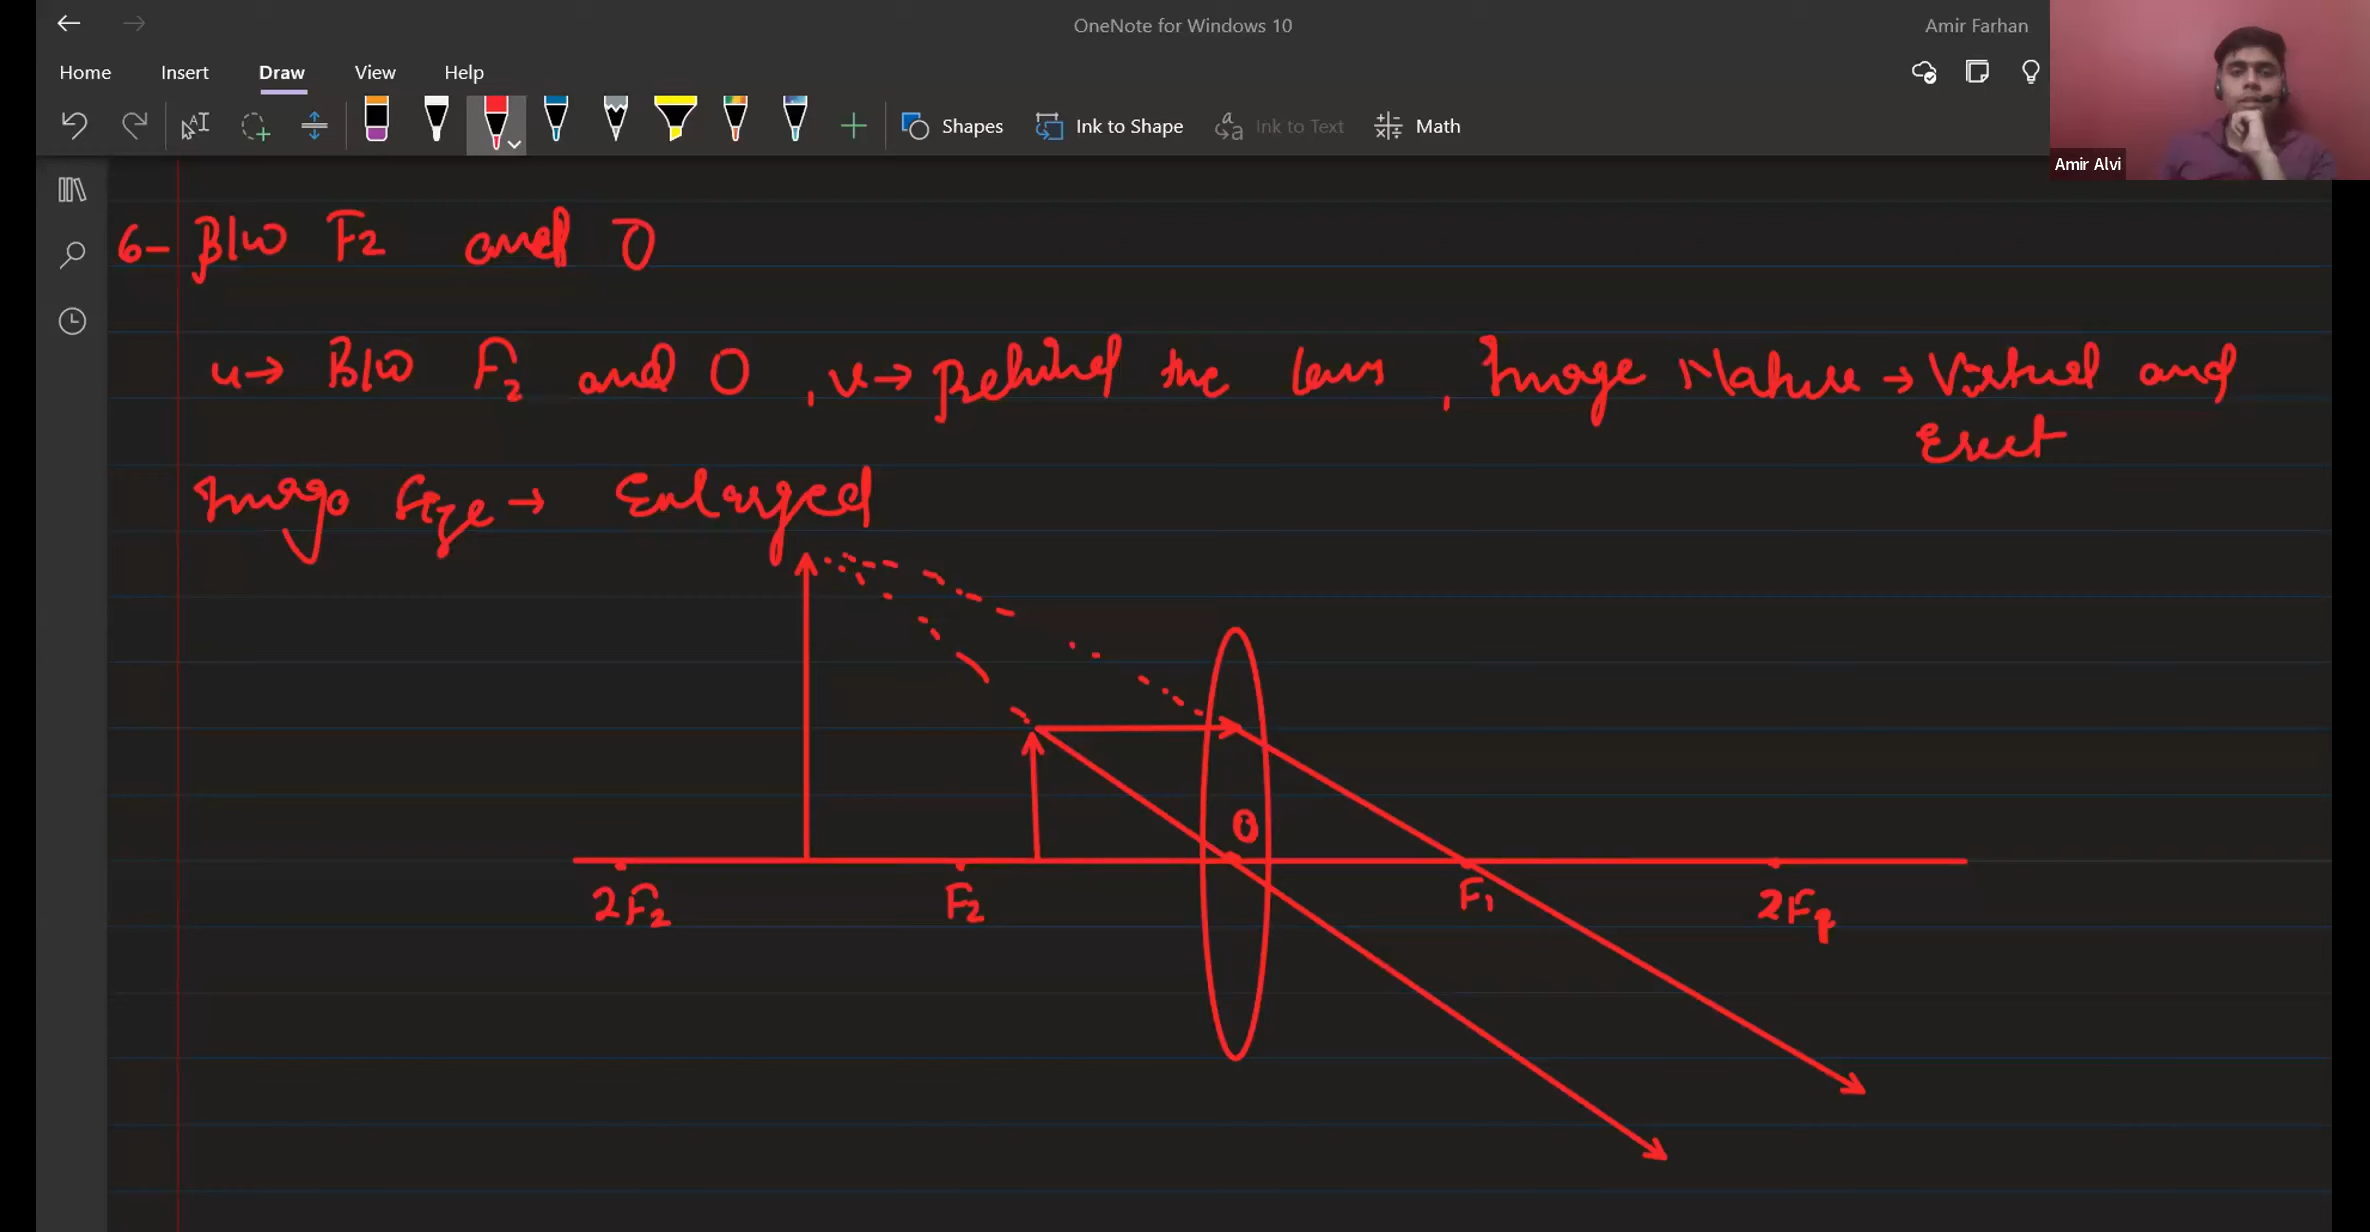 OneNote for Windows 10
Amir Farhan
Home Insert Draw View Help
Shapes Ink to Shape Ink to Text Math
Amir Alvi
6- B/W F2 and O
u→ B/W F2 and O , v→ Behind the lens , Image Nature → Virtual and
Erect
Image Size → Enlarged
O
2F2 F2 F1 2F1